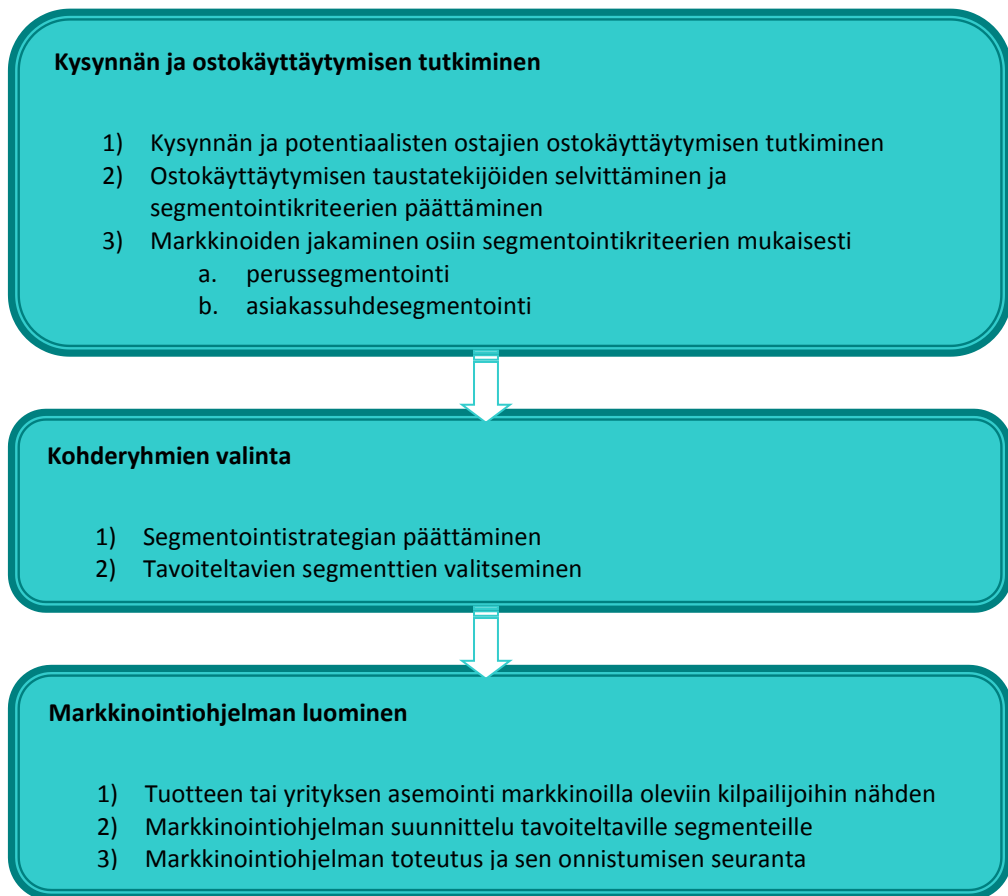 Kysynnän ja ostokäyttäytymisen tutkiminen
1) Kysynnän ja potentiaalisten ostajien ostokäyttäytymisen tutkiminen
2) Ostokäyttäytymisen taustatekijöiden selvittäminen ja
segmentointikriteerien päättäminen
3) Markkinoiden jakaminen osiin segmentointikriteerien mukaisesti
a. perussegmentointi
b. asiakassuhdesegmentointi
Kohderyhmien valinta
1) Segmentointistrategian päättäminen
2) Tavoiteltavien segmenttien valitseminen
Markkinointiohjelman luominen
1) Tuotteen tai yrityksen asemointi markkinoilla oleviin kilpailijoihin nähden
2) Markkinointiohjelman suunnittelu tavoiteltaville segmenteille
3) Markkinointiohjelman toteutus ja sen onnistumisen seuranta